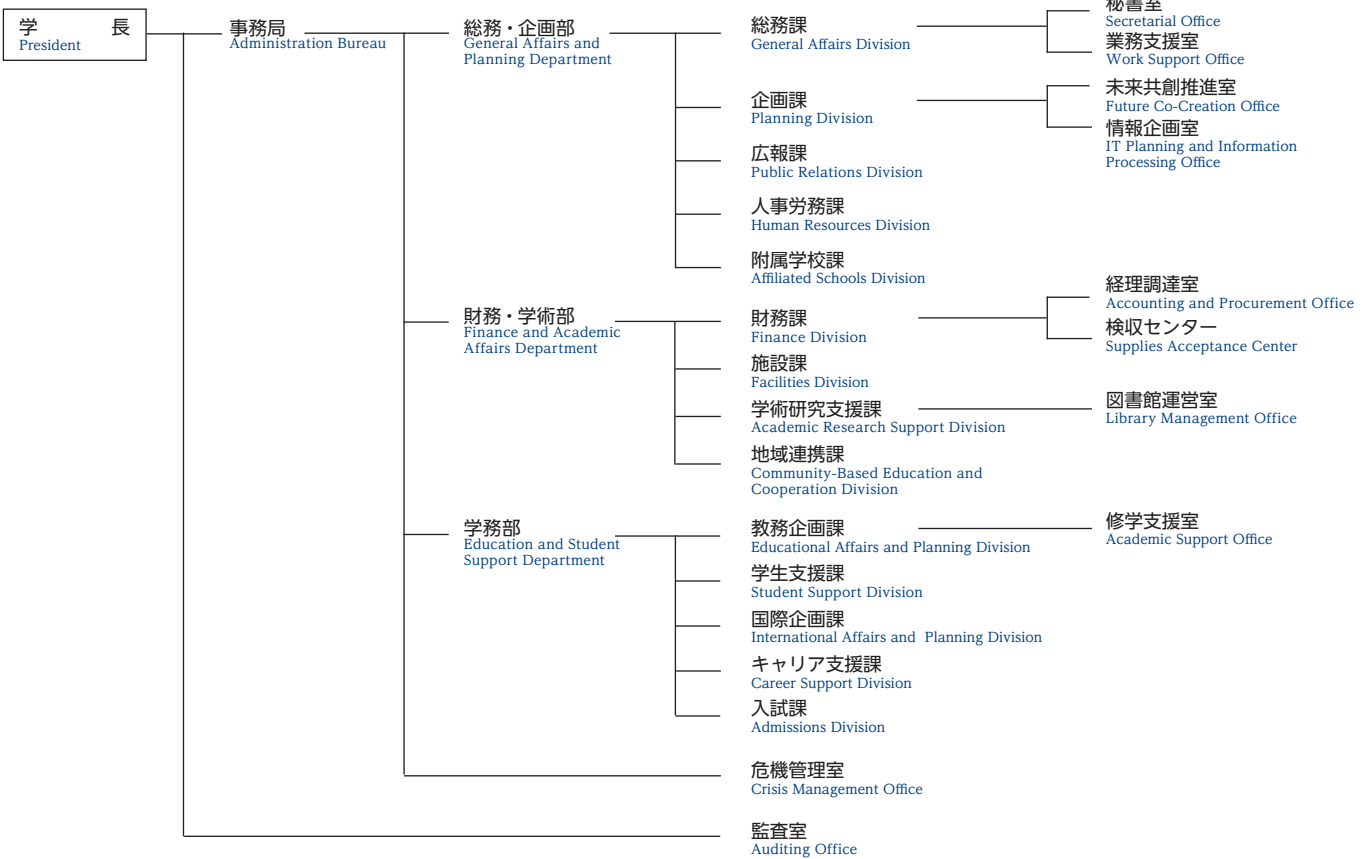 学　長
President
事務局
Administration Bureau
総務・企画部
General Affairs and
Planning Department
総務課
General Affairs Division
秘書室
Secretarial Office
業務支援室
Work Support Office
企画課
Planning Division
未来共創推進室
Future Co-Creation Office
情報企画室
IT Planning and Information
Processing Office
広報課
Public Relations Division
人事労務課
Human Resources Division
附属学校課
Affiliated Schools Division
財務・学術部
Finance and Academic
Affairs Department
財務課
Finance Division
経理調達室
Accounting and Procurement Office
検収センター
Supplies Acceptance Center
施設課
Facilities Division
学術研究支援課
Academic Research Support Division
図書館運営室
Library Management Office
地域連携課
Community-Based Education and
Cooperation Division
学務部
Education and Student
Support Department
教務企画課
Educational Affairs and Planning Division
修学支援室
Academic Support Office
学生支援課
Student Support Division
国際企画課
International Affairs and Planning Division
キャリア支援課
Career Support Division
入試課
Admissions Division
危機管理室
Crisis Management Office
監査室
Auditing Office